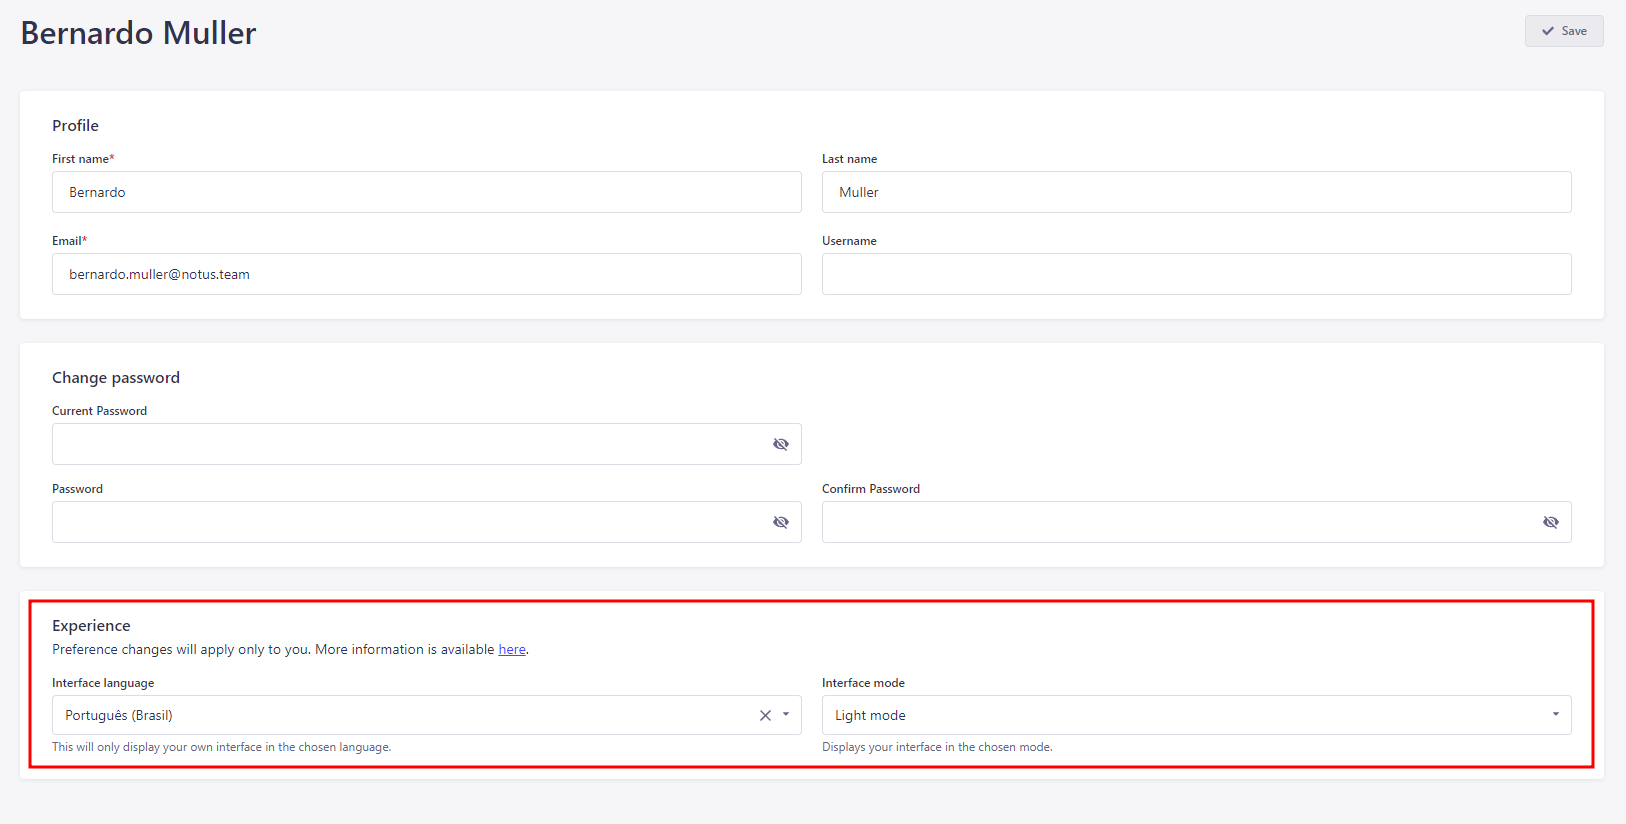 Bernardo Muller
Save
Profile
First name*
Last name
Bernardo
Muller
Email*
Username
bernardo.muller@notus.team
Change password
Current Password
Password
Confirm Password
Experience
Preference changes will apply only to you. More information is available here.
Interface language
Interface mode
Português (Brasil)
Light mode
This will only display your own interface in the chosen language.
Displays your interface in the chosen mode.